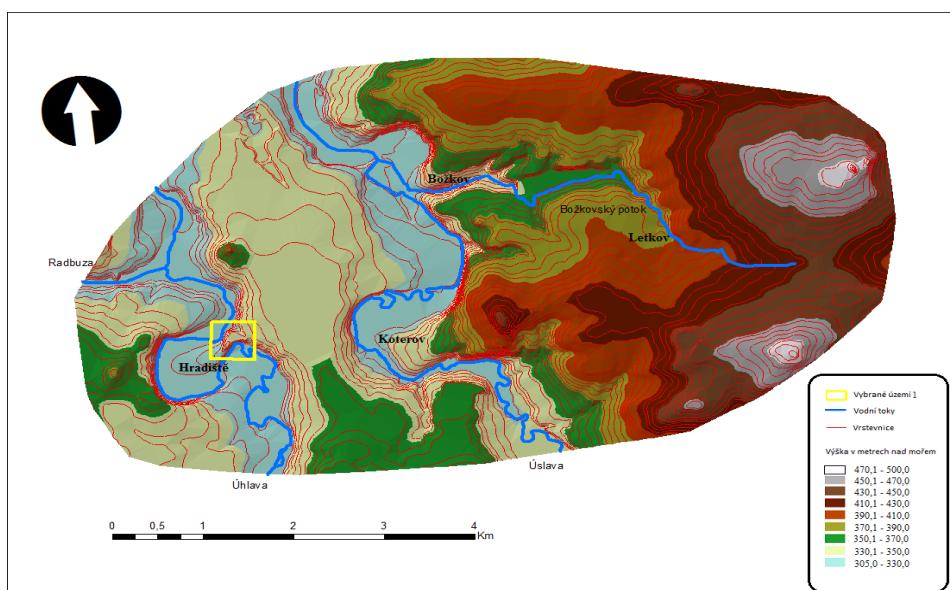 Božkov
Božkovský potok
Letkov
Radbuza
Koterov
Hradiště
Úhlava
Úslava
0 0,5 1 2 3 4
Km
Vybrané území 1
Vodní toky
Vrstevnice
Výška v metrech nad mořem
470,1 - 500,0
450,1 - 470,0
430,1 - 450,0
410,1 - 430,0
390,1 - 410,0
370,1 - 390,0
350,1 - 370,0
330,1 - 350,0
305,0 - 330,0